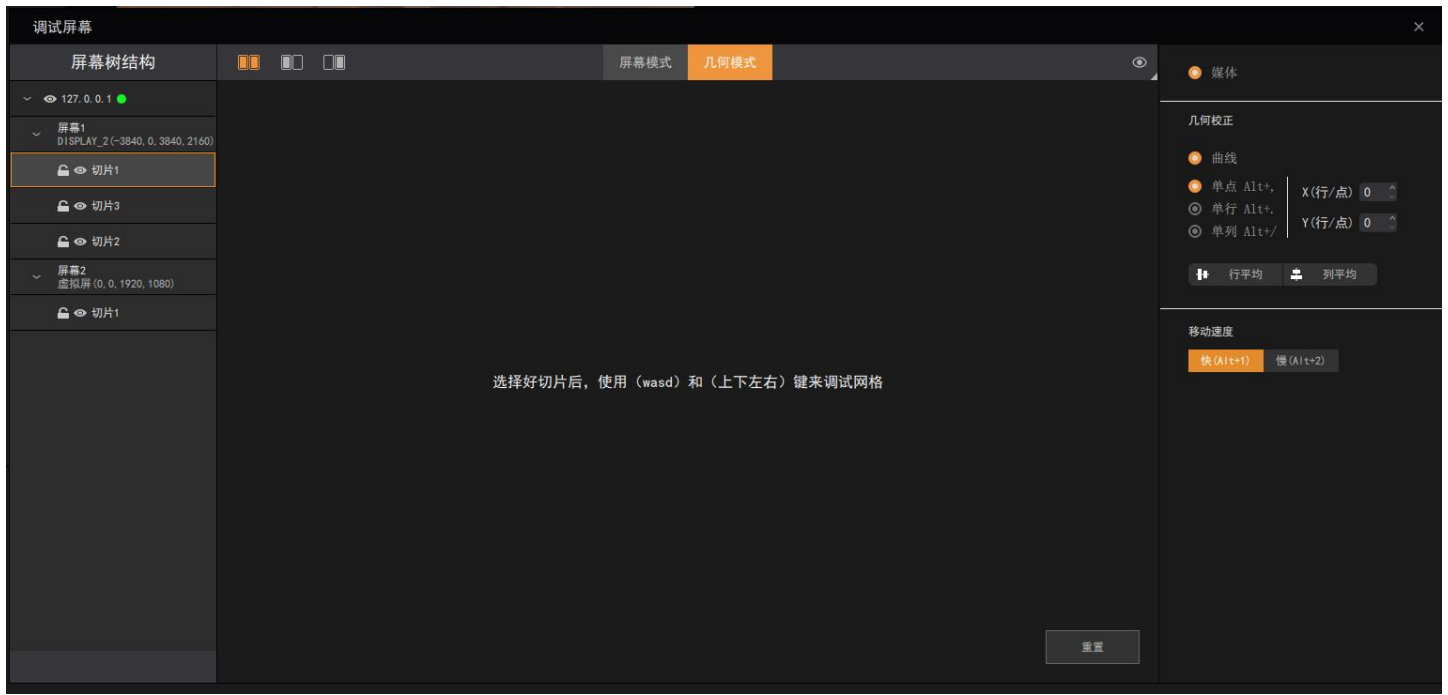 调试屏幕
屏幕树结构
屏幕模式
几何模式
127.0.0.1
屏幕1
DISPLAY_2(-3840,0,3840,2160)
切片1
切片3
切片2
屏幕2
虚拟屏(0,0,1920,1080)
切片1
选择好切片后，使用（wasd）和（上下左右）键来调试网格
重置
媒体
几何校正
曲线
单点 Alt+,
单行 Alt+.
单列 Alt+/
X(行/点) 0
Y(行/点) 0
行平均 列平均
移动速度
快(Alt+1) 慢(Alt+2)